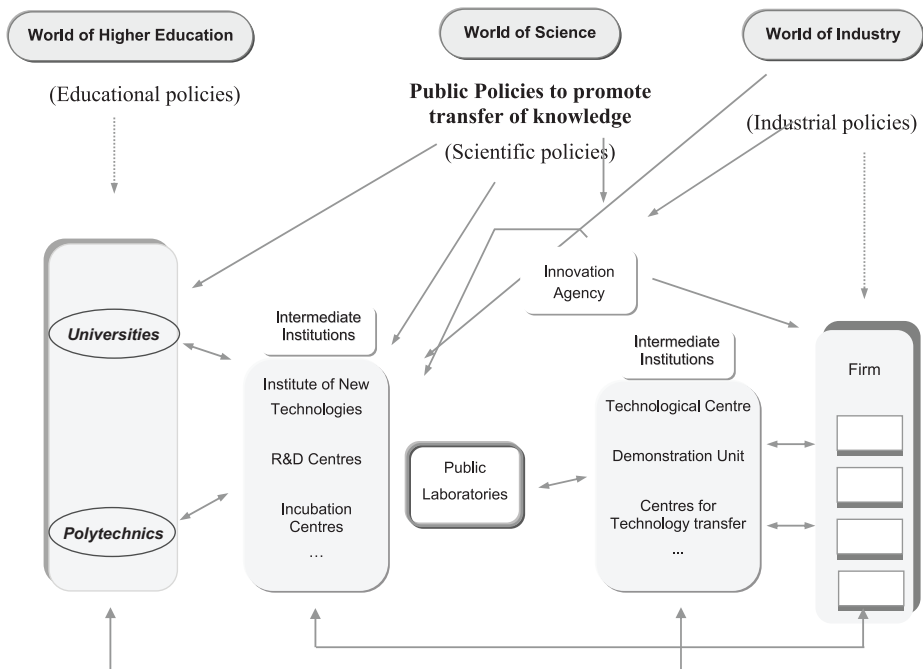 World of Higher Education
World of Science
World of Industry
(Educational policies)
Public Policies to promote
transfer of knowledge
(Scientific policies)
(Industrial policies)
Innovation
Agency
Universities
Polytechnics
Intermediate
Institutions
Institute of New
Technologies
R&D Centres
Incubation
Centres
…
Public
Laboratories
Intermediate
Institutions
Technological Centre
Demonstration Unit
Centres for
Technology transfer
...
Firm